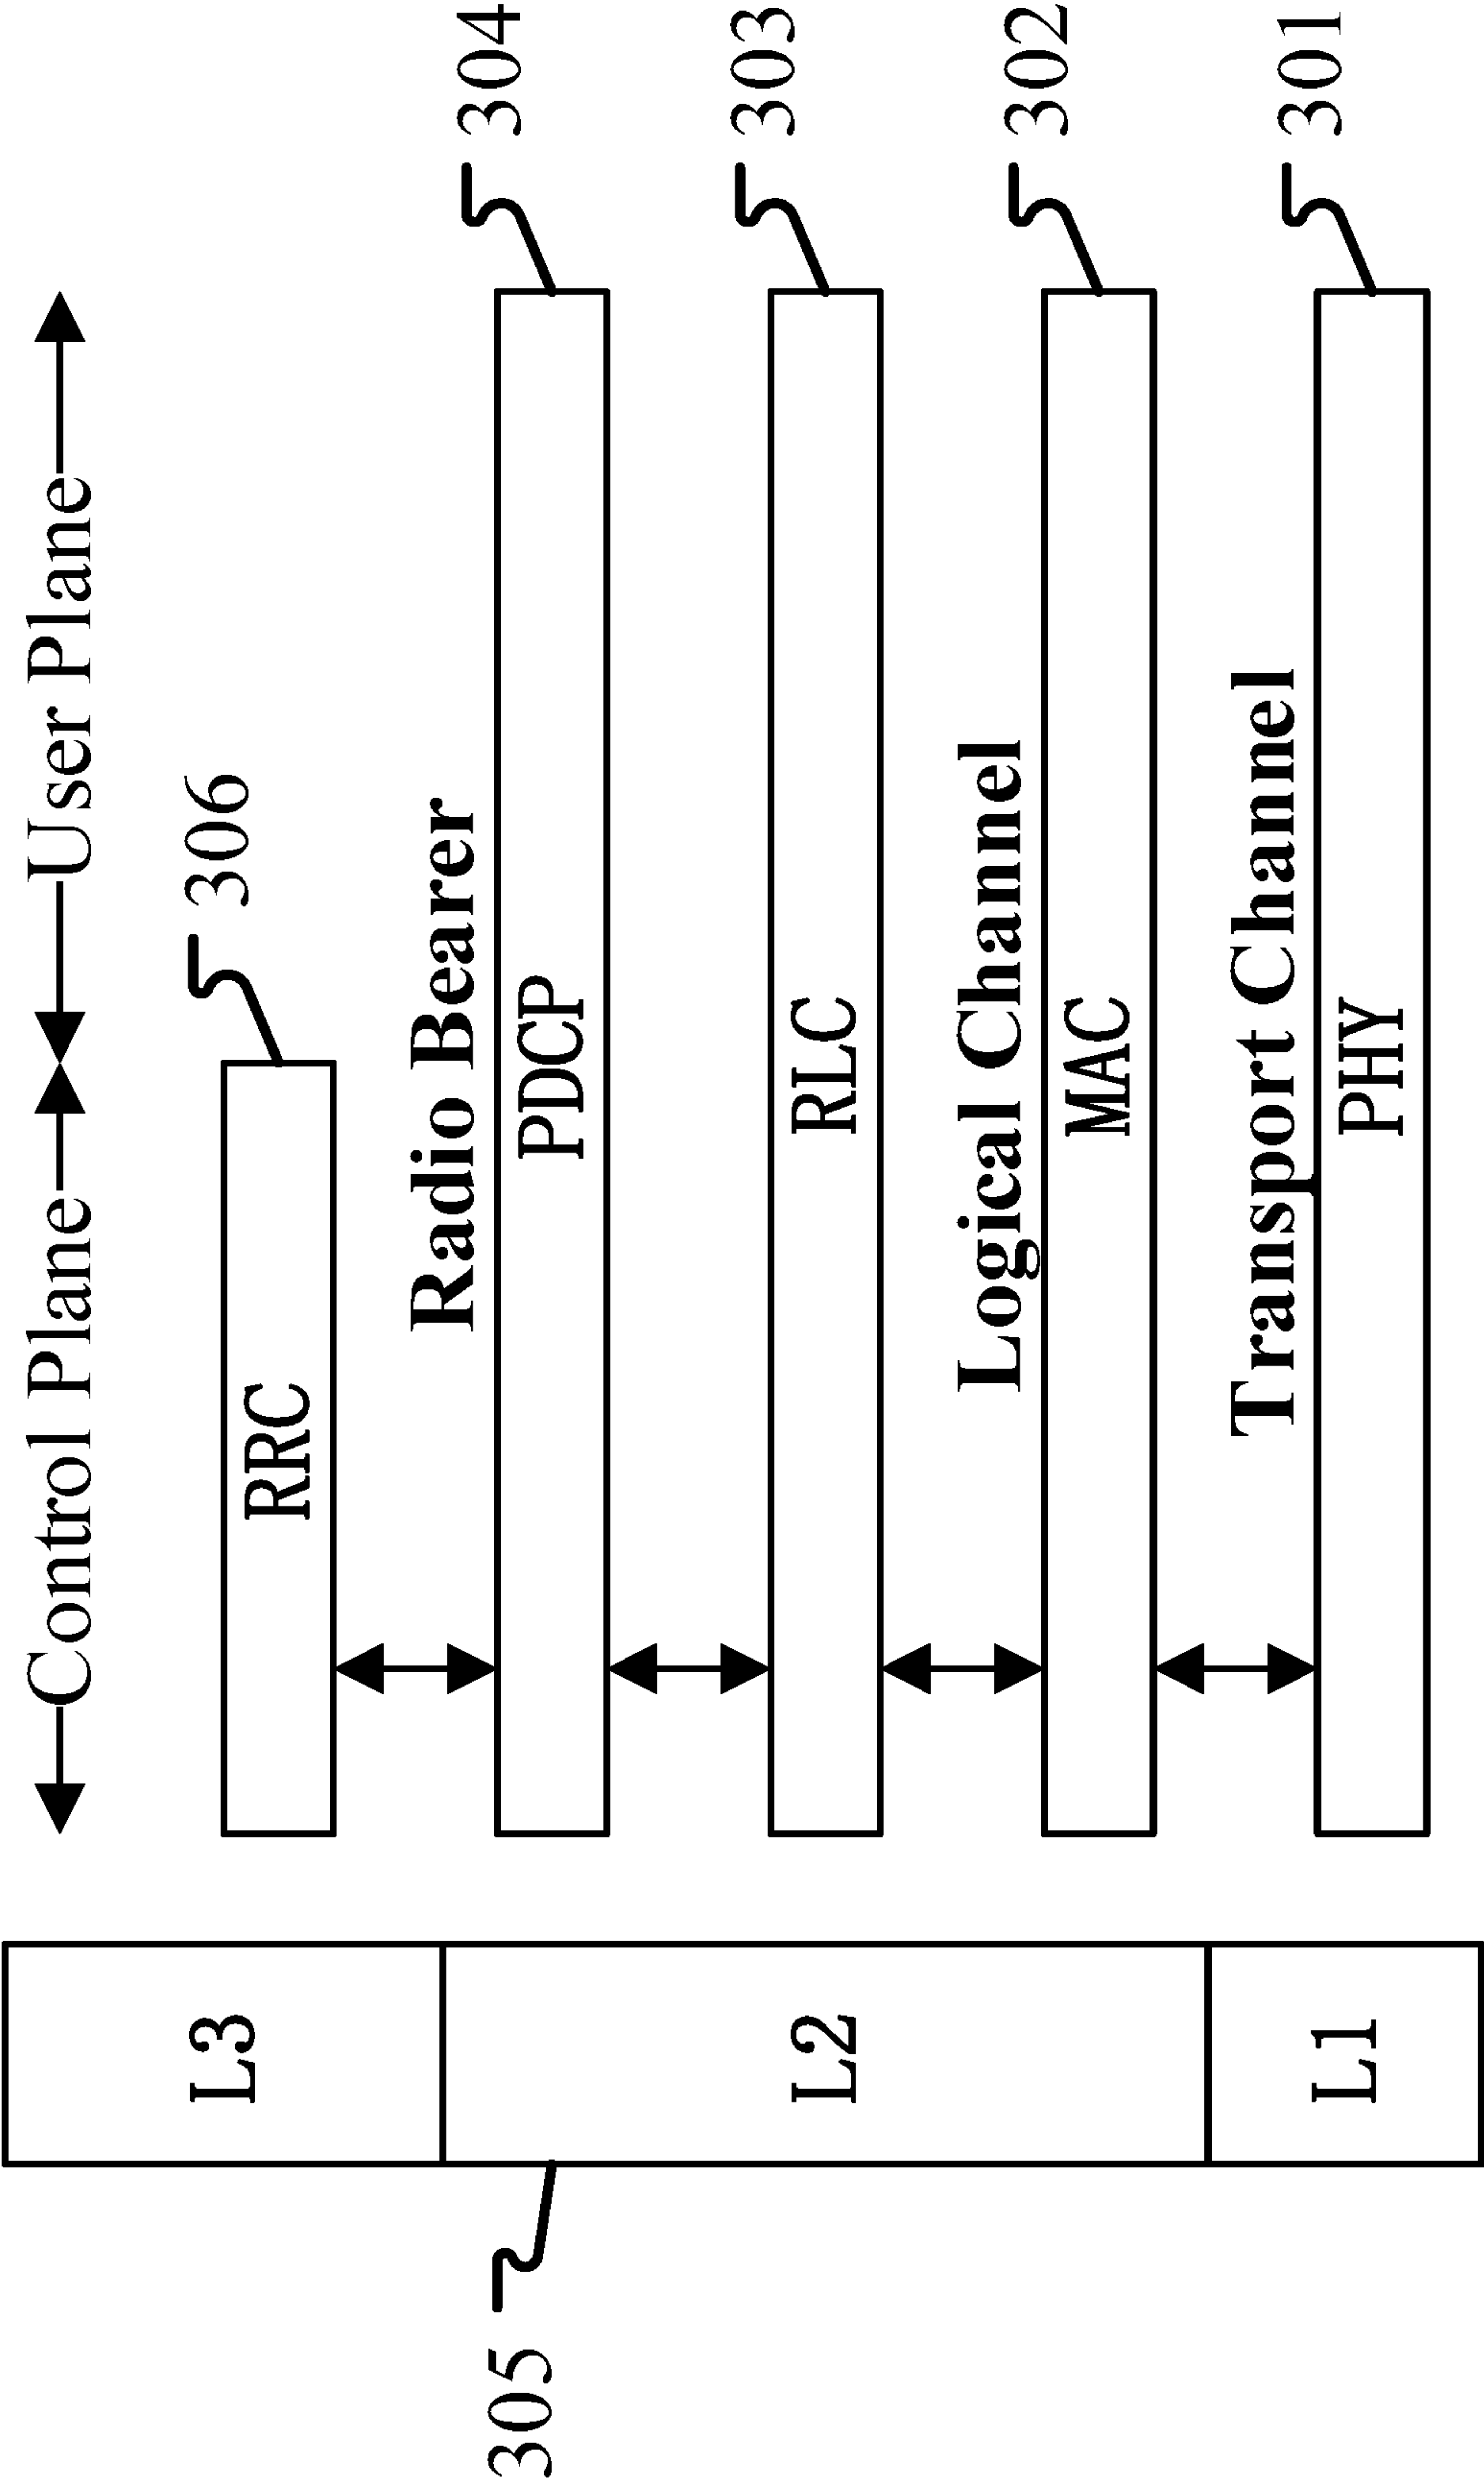 Control Plane User Plane
306
L3 RRC
Radio Bearer
304
305
PDCP
303
L2 RLC
Logical Channel
302
MAC
Transport Channel
301
L1 PHY